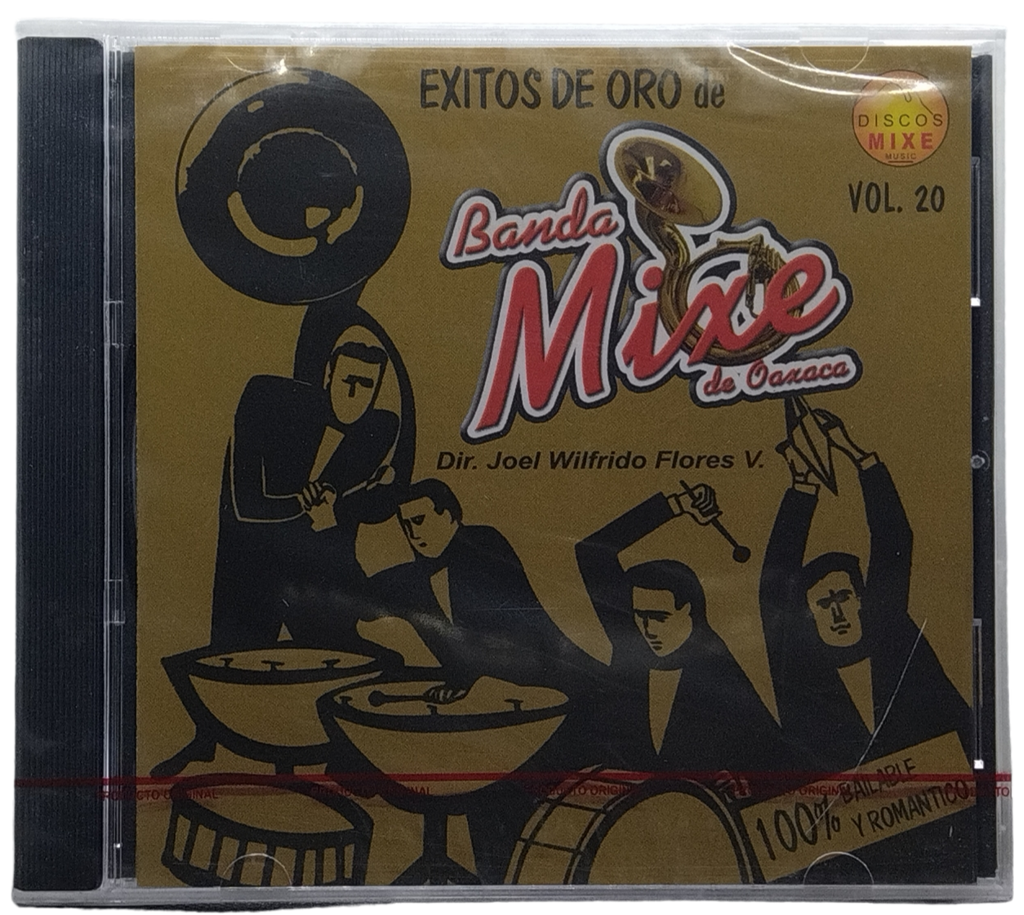 EXITOS DE ORO de
DISCOS
MIXE
MUSIC
VOL. 20
Banda
Mixe
de Oaxaca
Dir. Joel Wilfrido Flores V.
100% BAILABLE
Y ROMANTICO